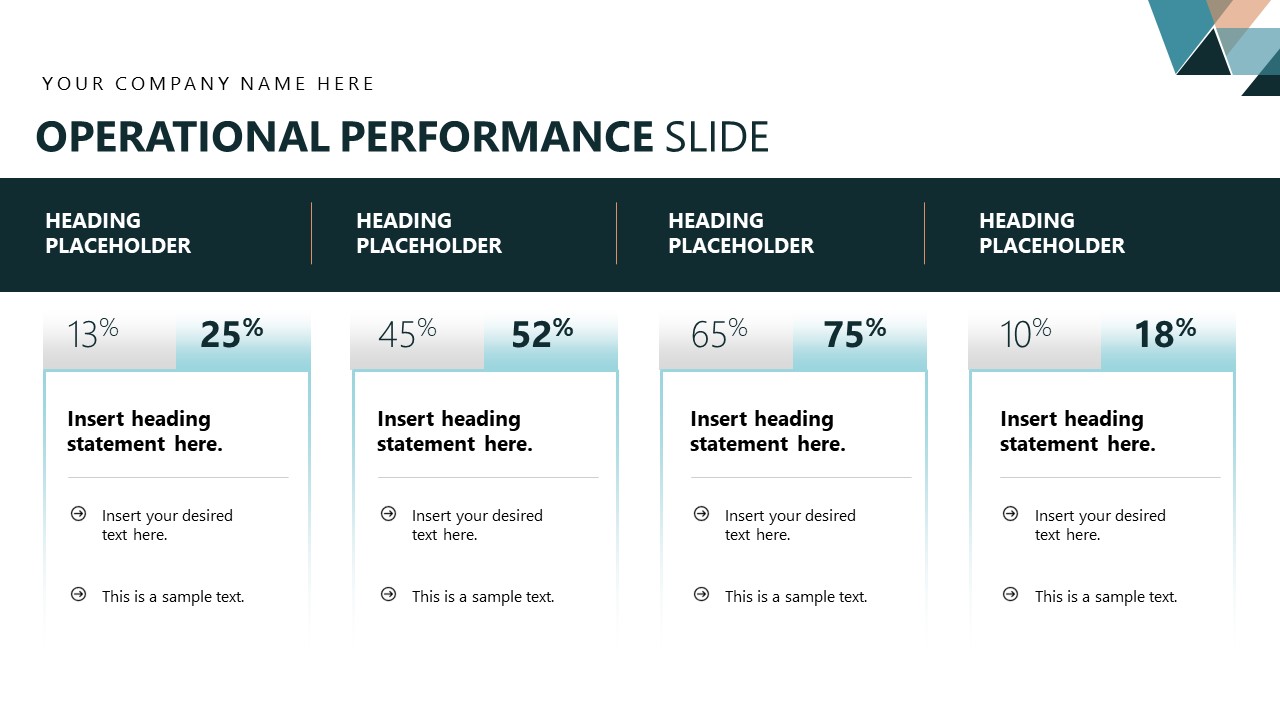 YOUR COMPANY NAME HERE
OPERATIONAL PERFORMANCE SLIDE
HEADING
PLACEHOLDER
HEADING
PLACEHOLDER
HEADING
PLACEHOLDER
HEADING
PLACEHOLDER
13% 25%
Insert heading
statement here.
Insert your desired
text here.
This is a sample text.
45% 52%
Insert heading
statement here.
Insert your desired
text here.
This is a sample text.
65% 75%
Insert heading
statement here.
Insert your desired
text here.
This is a sample text.
10% 18%
Insert heading
statement here.
Insert your desired
text here.
This is a sample text.